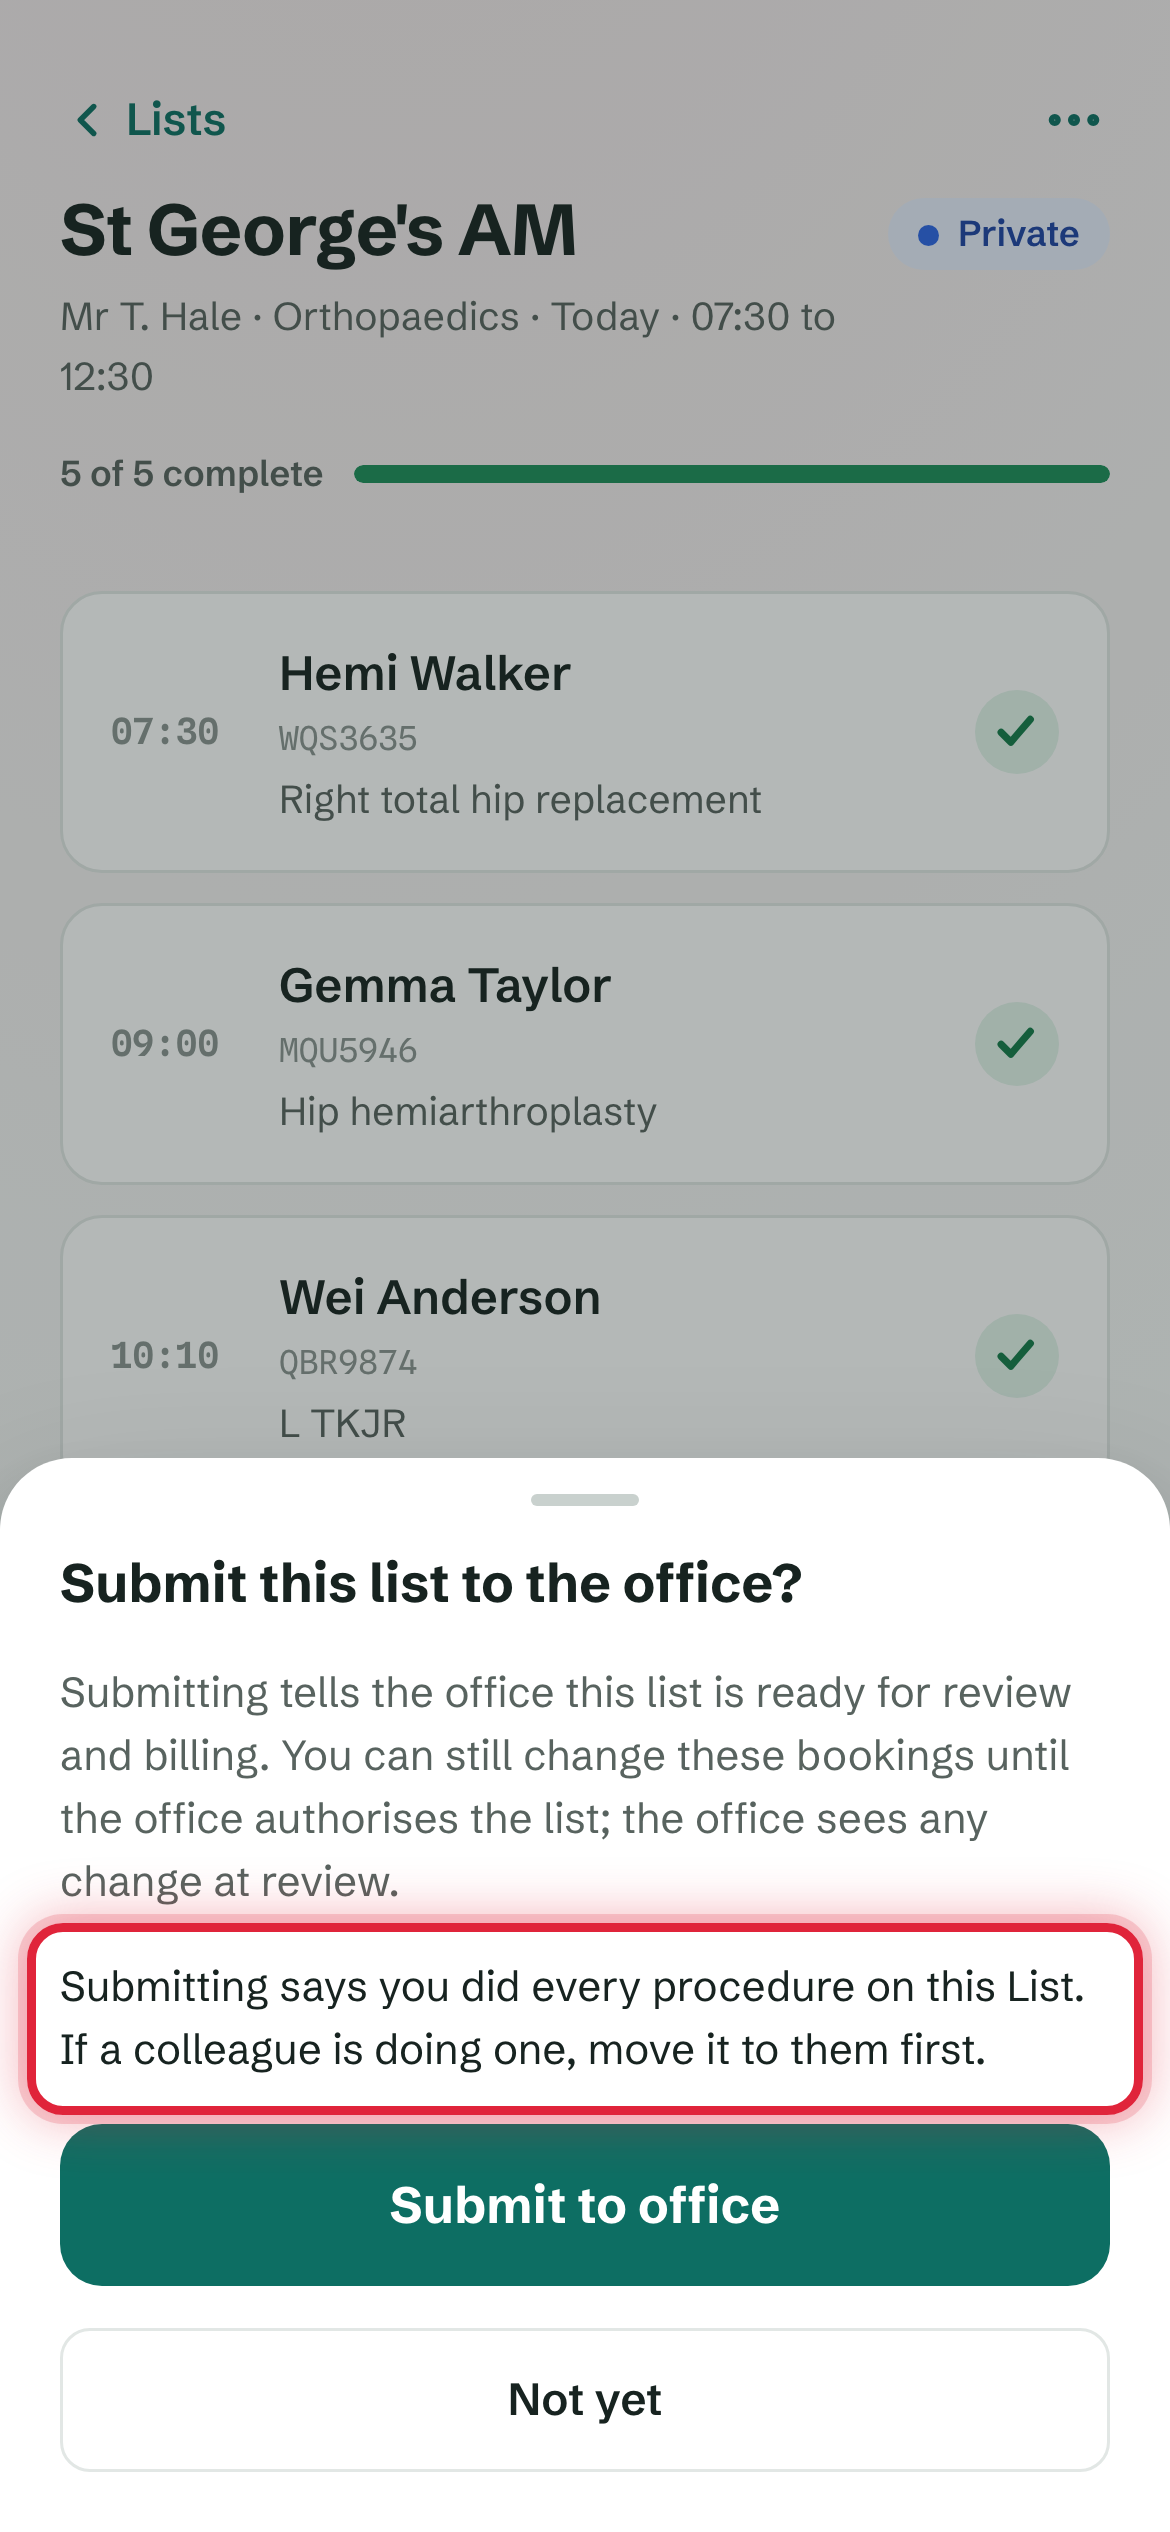 Lists
St George's AM
Private
Mr T. Hale · Orthopaedics · Today · 07:30 to
12:30
5 of 5 complete
Hemi Walker
07:30
WQS3635
Right total hip replacement
Gemma Taylor
09:00
MQU5946
Hip hemiarthroplasty
Wei Anderson
10:10
QBR9874
L TKJR
Submit this list to the office?
Submitting tells the office this list is ready for review
and billing. You can still change these bookings until
the office authorises the list; the office sees any
change at review.
Submitting says you did every procedure on this List.
If a colleague is doing one, move it to them first.
Submit to office
Not yet